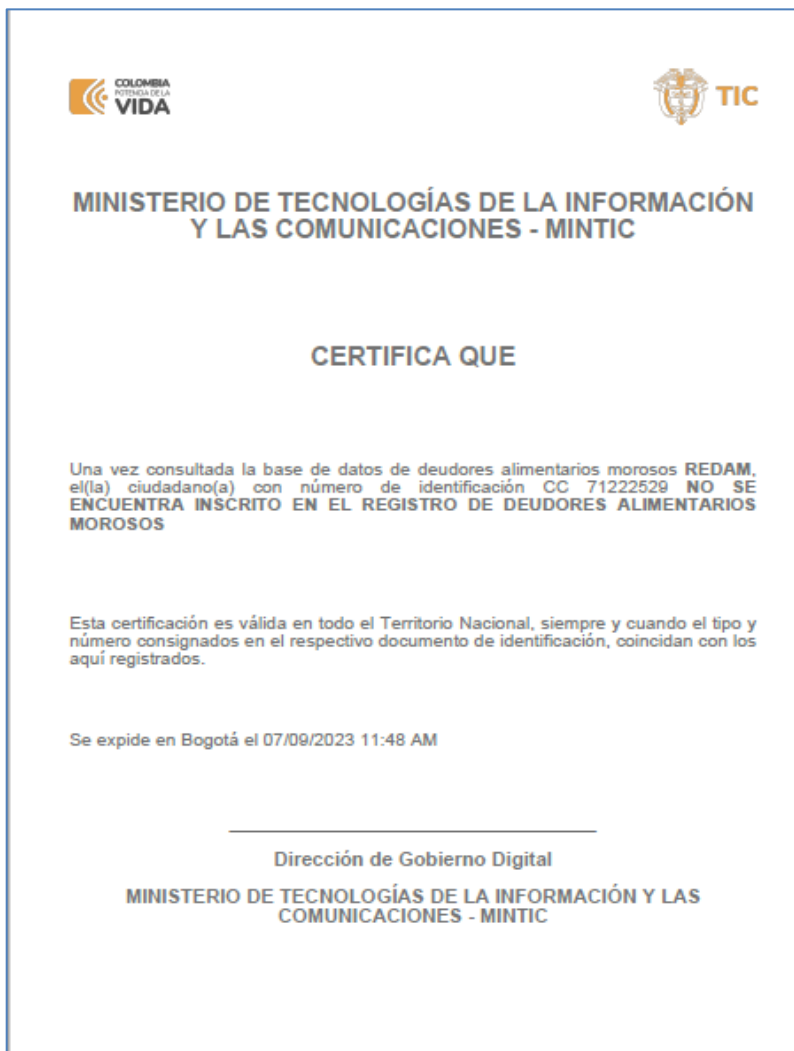 COLOMBIA
POTENCIA DE LA
VIDA
TIC
MINISTERIO DE TECNOLOGÍAS DE LA INFORMACIÓN
Y LAS COMUNICACIONES - MINTIC
CERTIFICA QUE
Una vez consultada la base de datos de deudores alimentarios morosos REDAM,
el(la) ciudadano(a) con número de identificación CC 71222529 NO SE
ENCUENTRA INSCRITO EN EL REGISTRO DE DEUDORES ALIMENTARIOS
MOROSOS
Esta certificación es válida en todo el Territorio Nacional, siempre y cuando el tipo y
número consignados en el respectivo documento de identificación, coincidan con los
aquí registrados.
Se expide en Bogotá el 07/09/2023 11:48 AM
Dirección de Gobierno Digital
MINISTERIO DE TECNOLOGÍAS DE LA INFORMACIÓN Y LAS
COMUNICACIONES - MINTIC